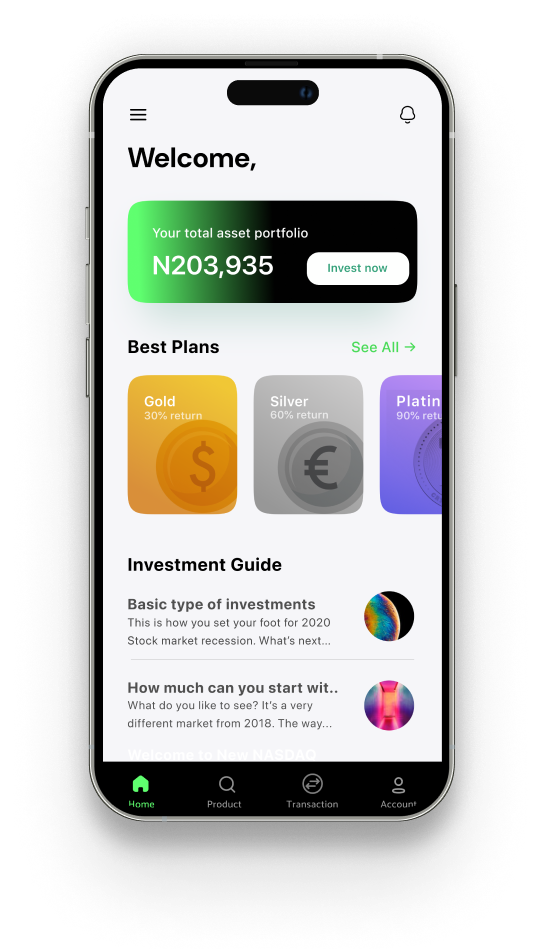 Welcome,
Your total asset portfolio
N203,935
Invest now
Best Plans
See All →
Gold
30% return
Silver
60% return
Platin
90% retu
$
€
Investment Guide
Basic type of investments
This is how you set your foot for 2020
Stock market recession. What's next...
How much can you start wit..
What do you like to see? It's a very
different market from 2018. The way...
Welcome to New NASDAQ
Home
Product
Transaction
Account